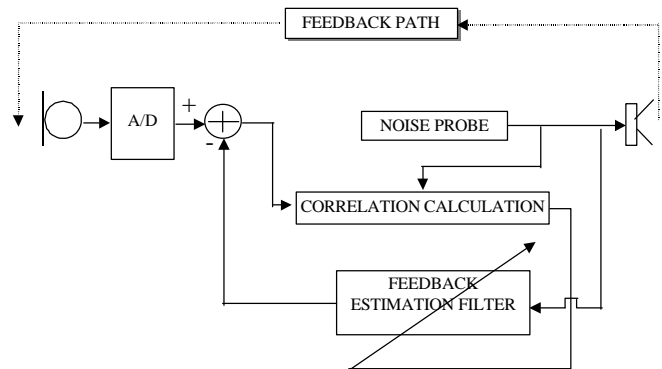 FEEDBACK PATH
A/D
+
-
NOISE PROBE
CORRELATION CALCULATION
FEEDBACK
ESTIMATION FILTER